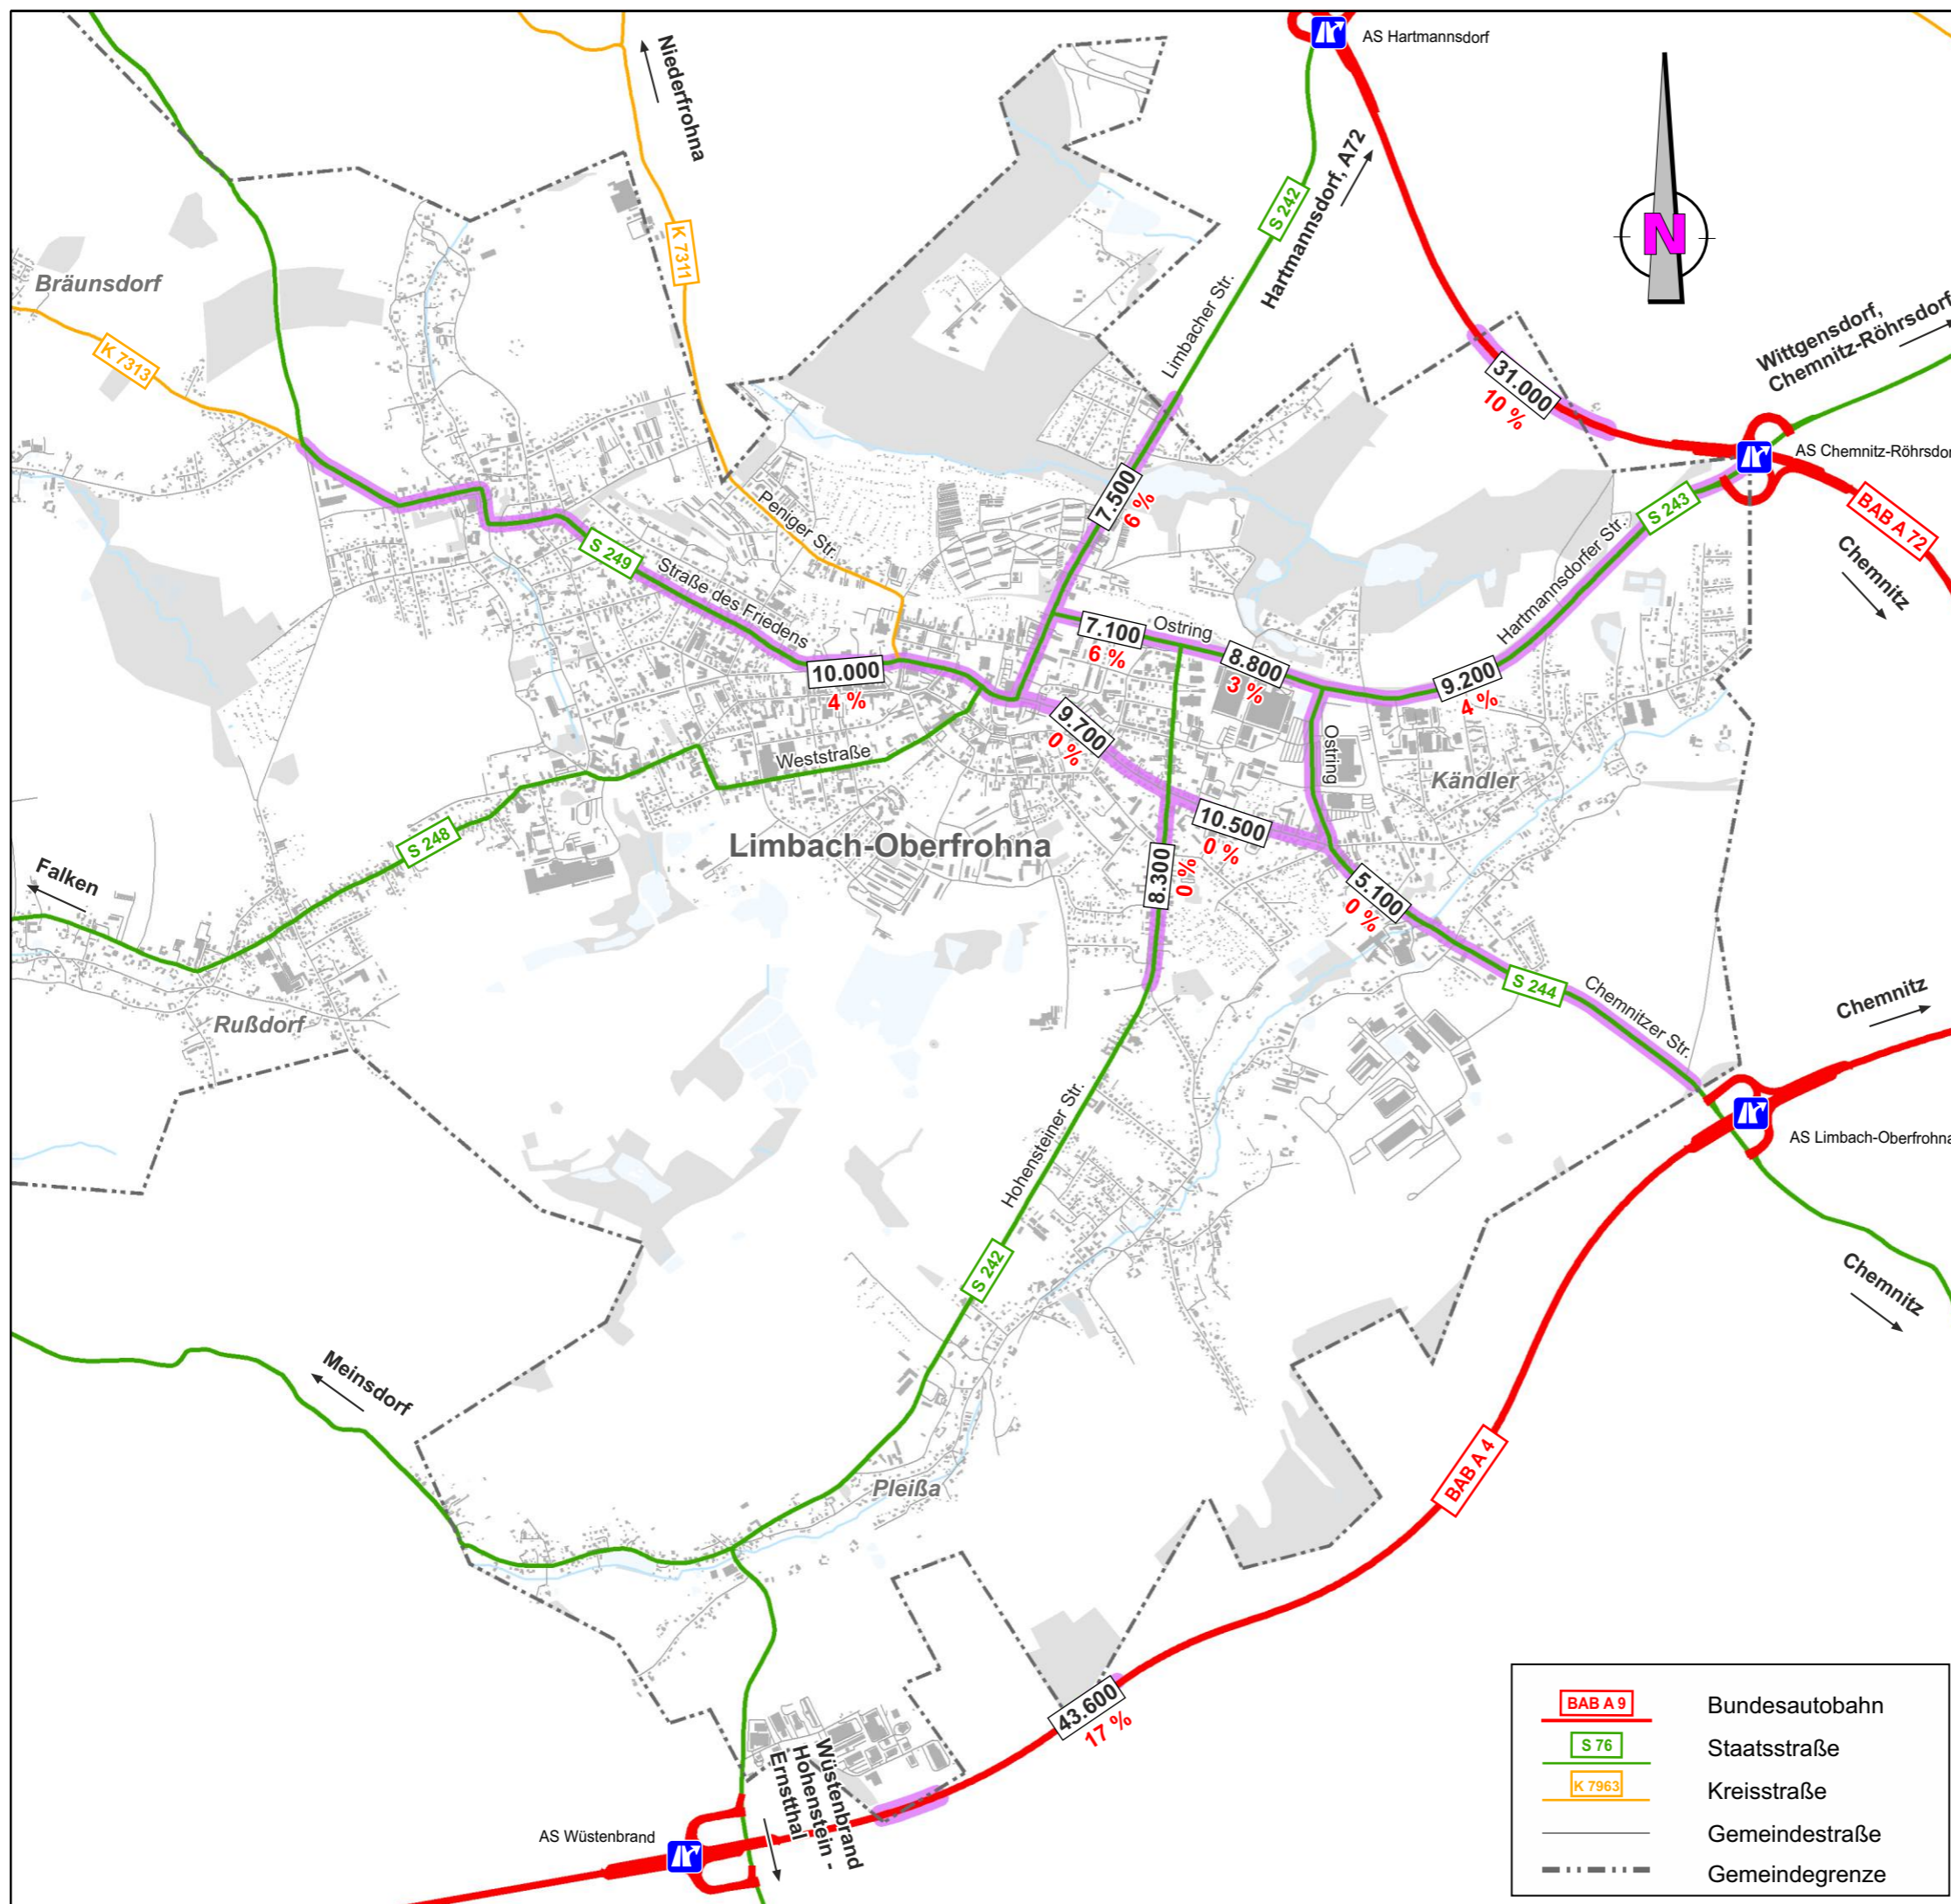 AS Hartmannsdorf
Niederfrohna
K 7311
S 242
Hartmannsdorf, A72
Limbacher Str.
Bräunsdorf
K 7313
N
Wittgensdorf,
Chemnitz-Röhrsdorf
31.000
10 %
AS Chemnitz-Röhrsdor
BAB A 72
Chemnitz
S 243
Hartmannsdorfer Str.
7.500
6 %
Peniger Str.
S 249
Straße des Friedens
10.000
4 %
7.100
6 %
Ostring
8.800
3 %
9.200
4 %
9.700
0 %
Ostring
Kändler
Weststraße
10.500
0 %
Limbach-Oberfrohna
8.300
0 %
5.100
0 %
S 248
Falken
Rußdorf
S 244
Chemnitzer Str.
Chemnitz
AS Limbach-Oberfrohna
Hohensteiner Str.
S 242
Chemnitz
Meinsdorf
Pleißa
BAB A 4
43.600
17 %
Wüstenbrand
Hohenstein -
Ernstthal
AS Wüstenbrand
BAB A 9
Bundesautobahn
S 76
Staatsstraße
K 7963
Kreisstraße
Gemeindestraße
Gemeindegrenze